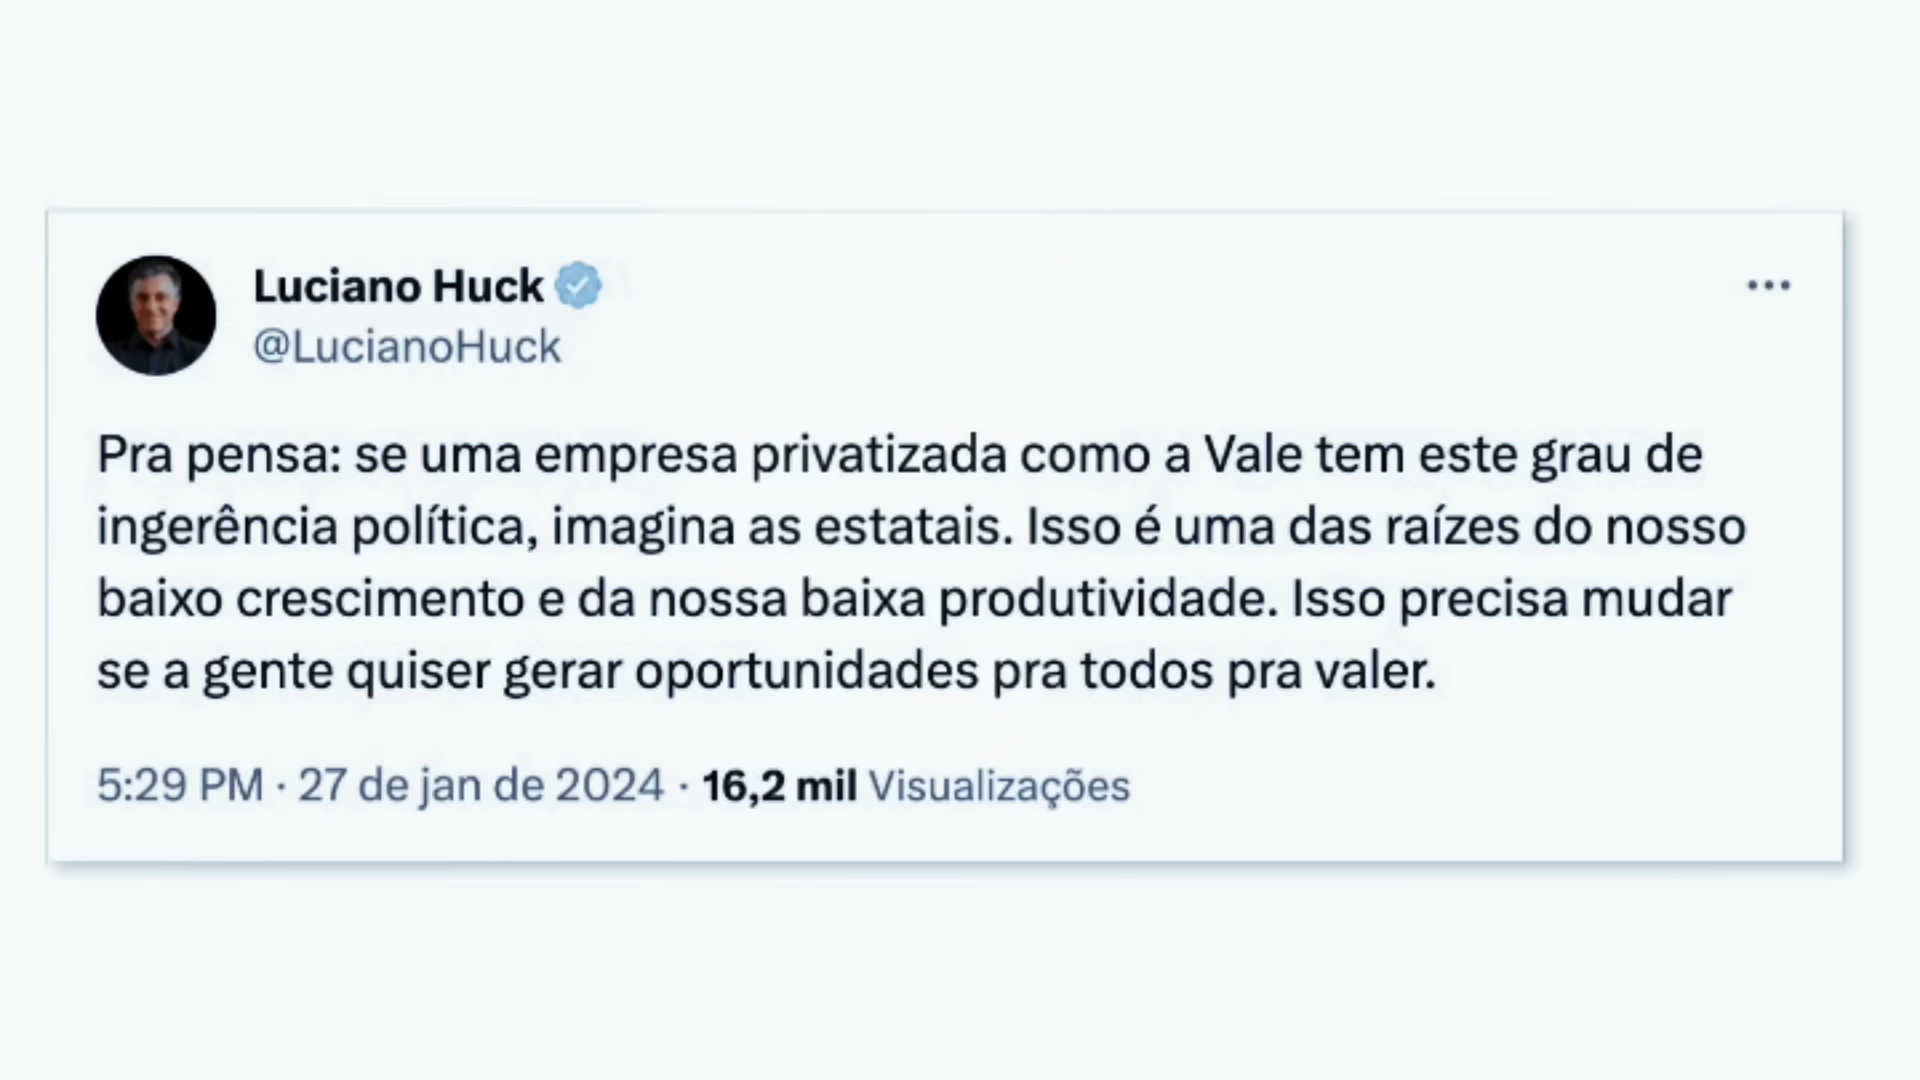 Luciano Huck
@LucianoHuck
Pra pensa: se uma empresa privatizada como a Vale tem este grau de
ingerência política, imagina as estatais. Isso é uma das raízes do nosso
baixo crescimento e da nossa baixa produtividade. Isso precisa mudar
se a gente quiser gerar oportunidades pra todos pra valer.
5:29 PM · 27 de jan de 2024 · 16,2 mil Visualizações